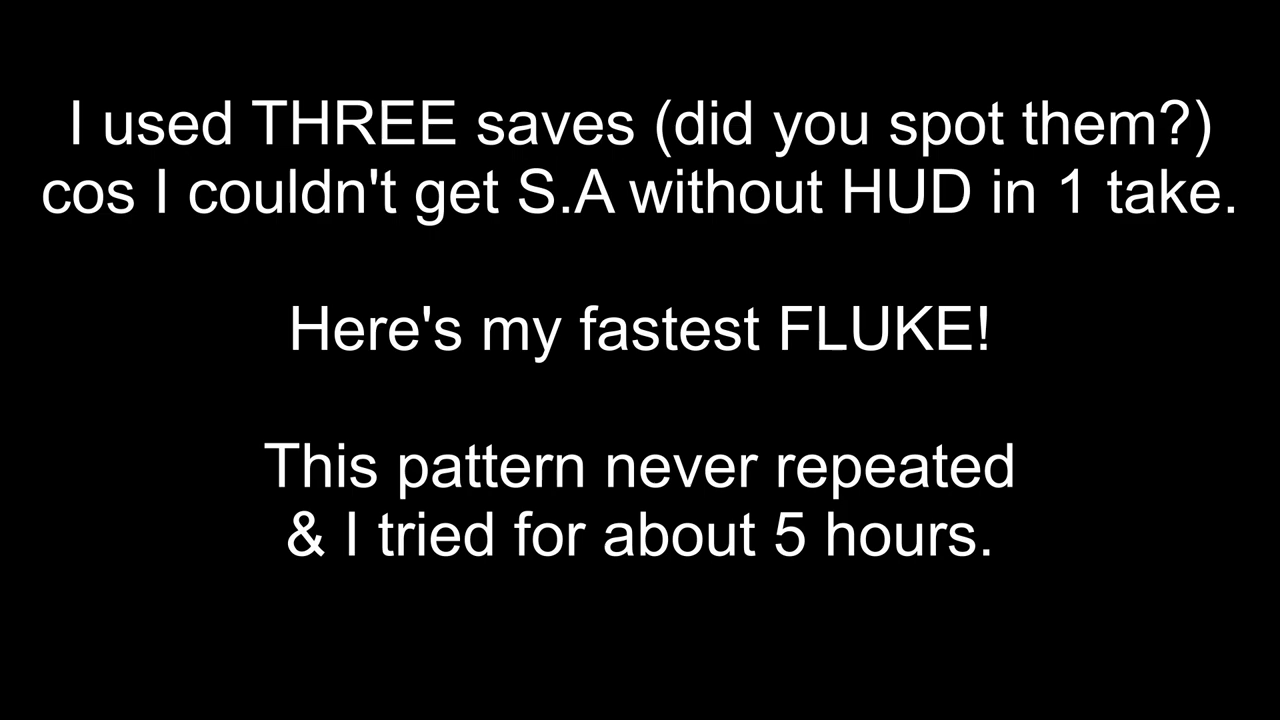 I used THREE saves (did you spot them?)
cos I couldn't get S.A without HUD in 1 take.
Here's my fastest FLUKE!
This pattern never repeated
& I tried for about 5 hours.